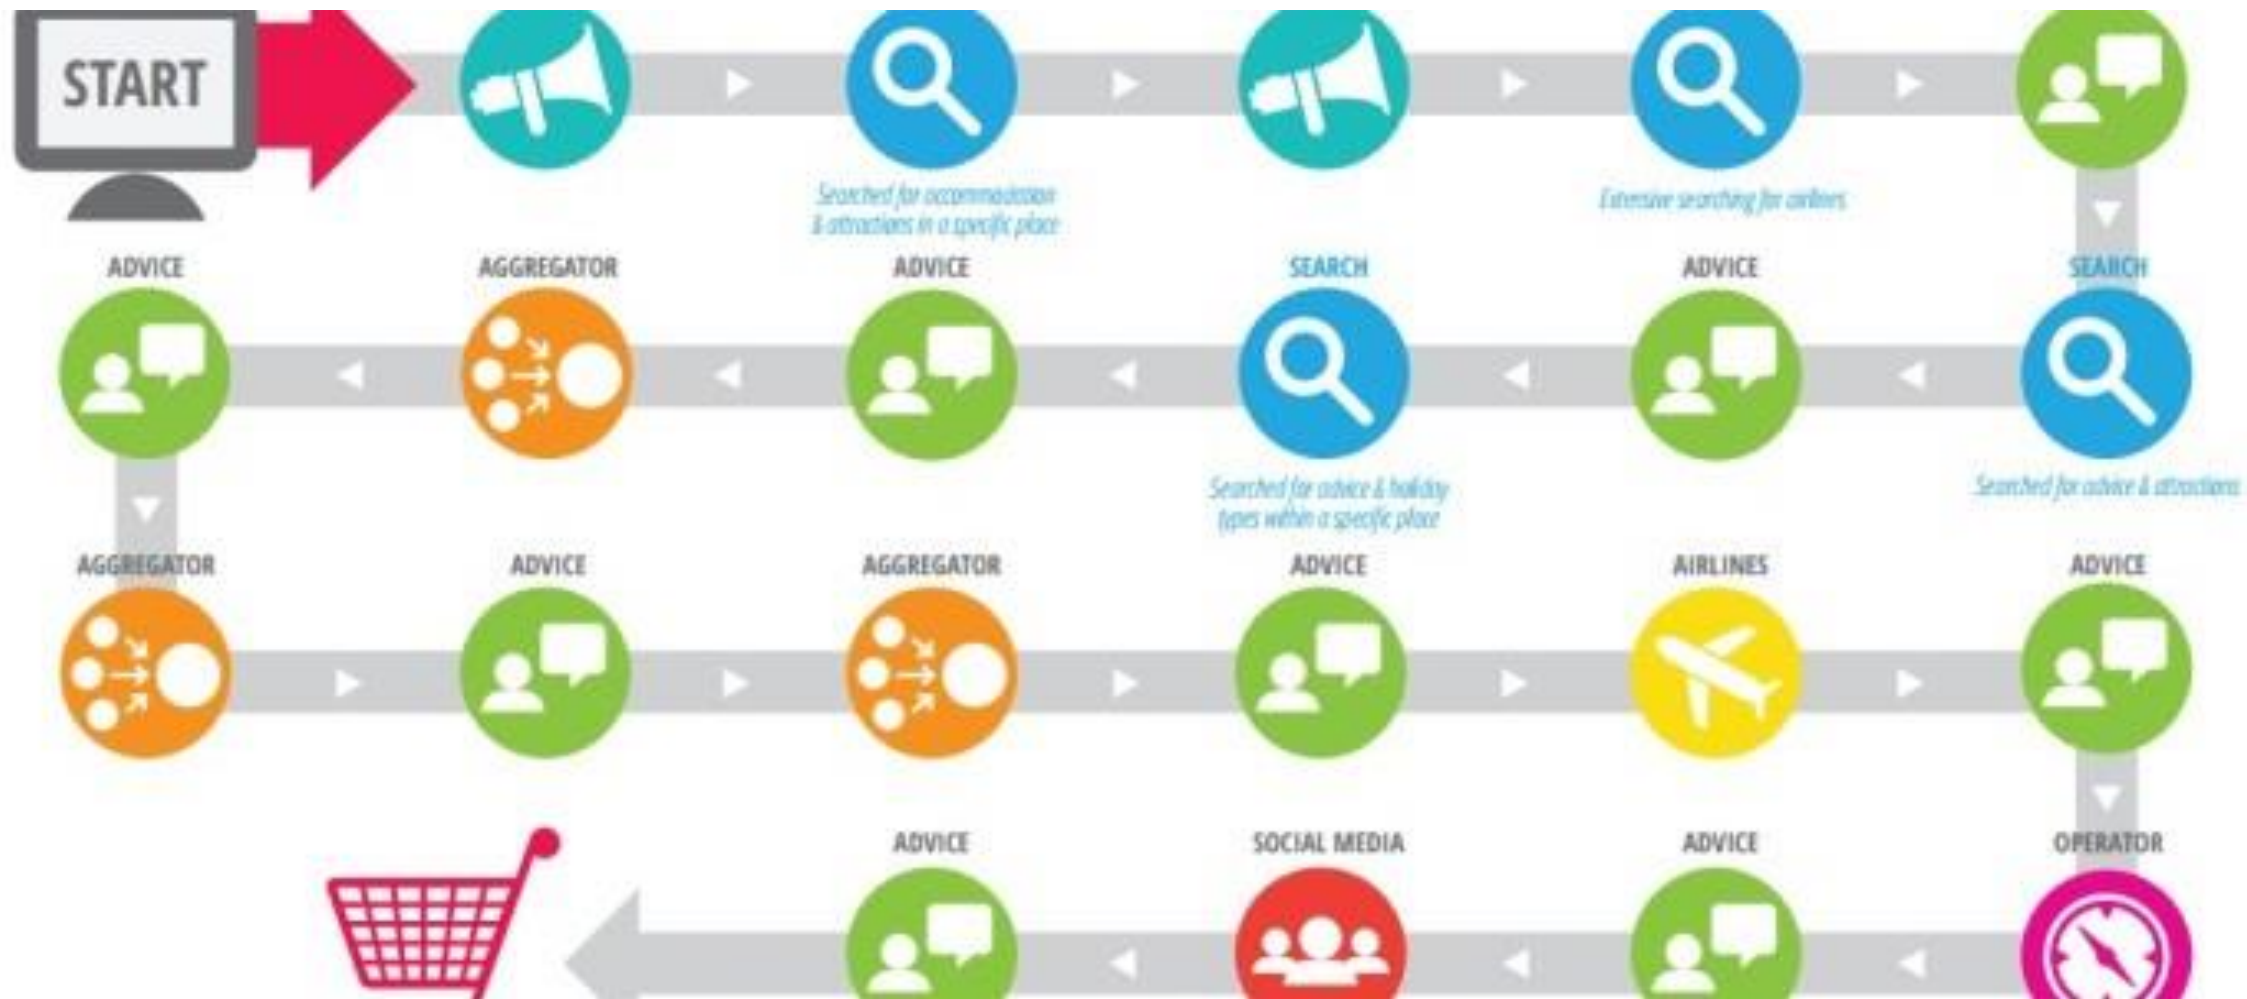 START
Searched for accommodation
& attractions in a specific place
Extensive searching for airlines
ADVICE
AGGREGATOR
ADVICE
SEARCH
ADVICE
SEARCH
Searched for advice & holiday
types within a specific place
Searched for advice & attractions
AGGREGATOR
ADVICE
AGGREGATOR
ADVICE
AIRLINES
ADVICE
ADVICE
SOCIAL MEDIA
ADVICE
OPERATOR